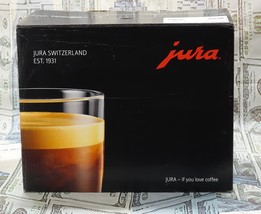 JURA SWITZERLAND
EST. 1931
jura
JURA – If you love coffee